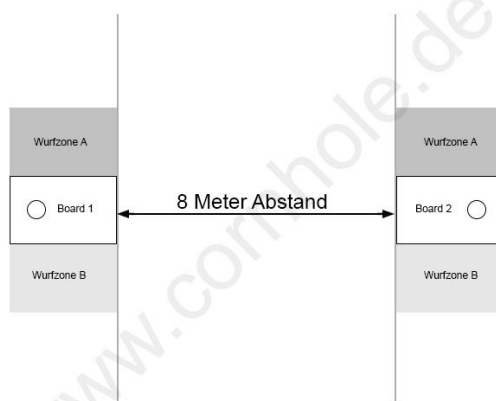 Wurfzone A
Wurfzone A
Board 1
8 Meter Abstand
Board 2
Wurfzone B
Wurfzone B
www.cornhole.de